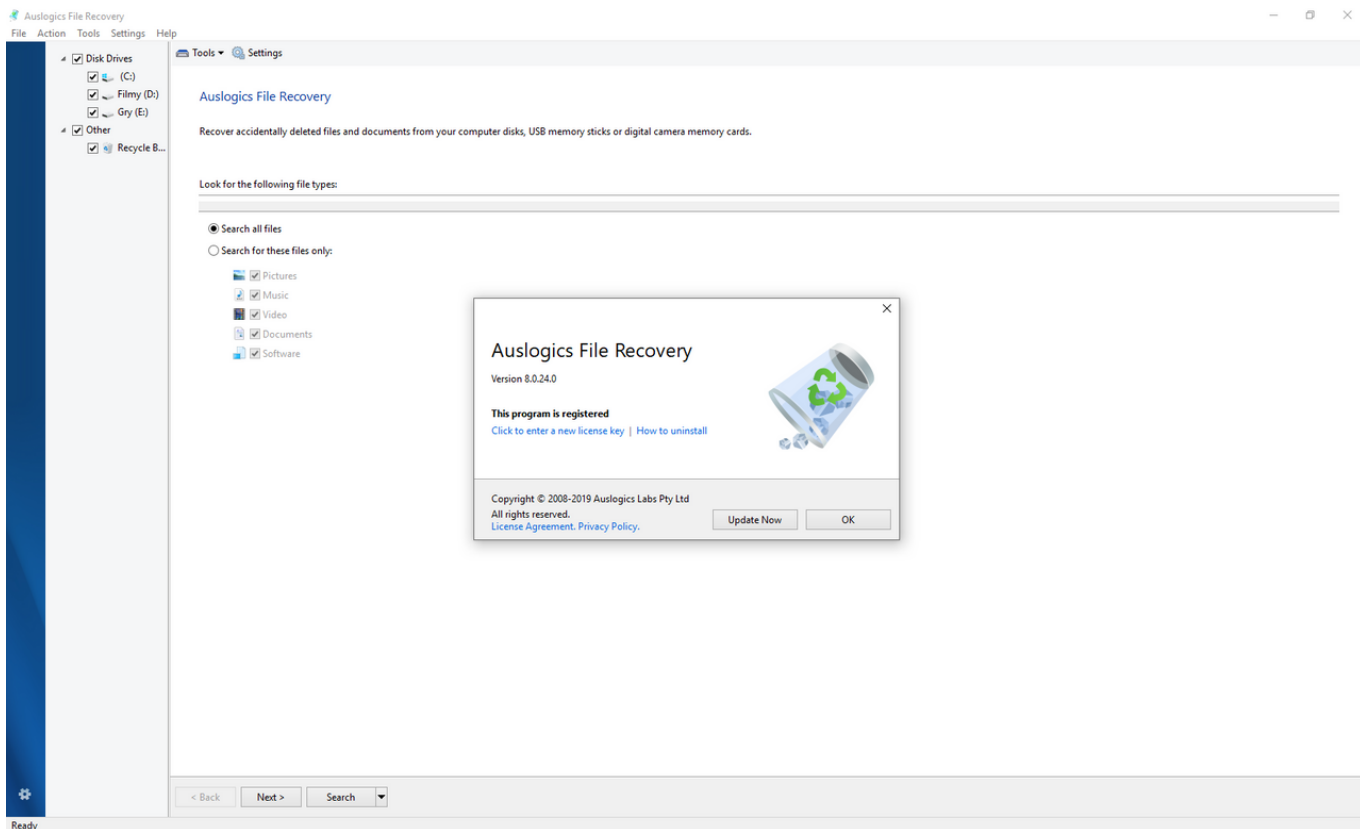 Auslogics File Recovery
File Action Tools Settings Help
Disk Drives
(C:)
Filmy (D:)
Gry (E:)
Other
Recycle B...
Tools Settings
Auslogics File Recovery
Recover accidentally deleted files and documents from your computer disks, USB memory sticks or digital camera memory cards.
Look for the following file types:
Search all files
Search for these files only:
Pictures
Music
Video
Documents
Software
Auslogics File Recovery
Version 8.0.24.0
This program is registered
Click to enter a new license key | How to uninstall
Copyright © 2008-2019 Auslogics Labs Pty Ltd
All rights reserved.
License Agreement. Privacy Policy.
Update Now OK
< Back Next > Search
Ready